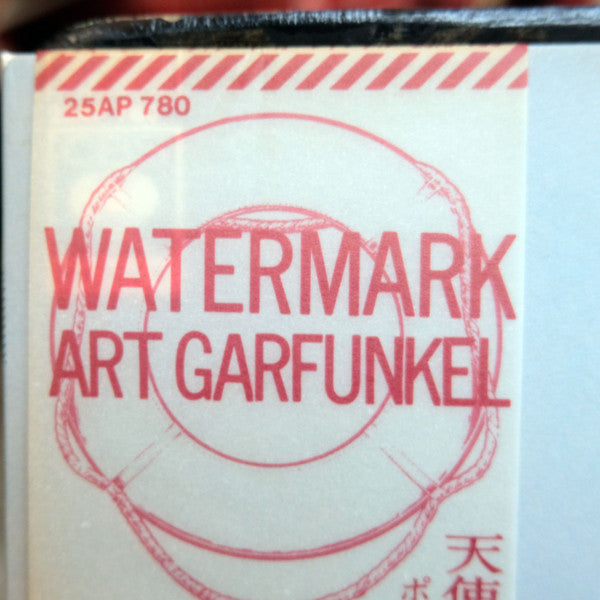 25AP 780
WATERMARK
ART GARFUNKEL
天使
ポ